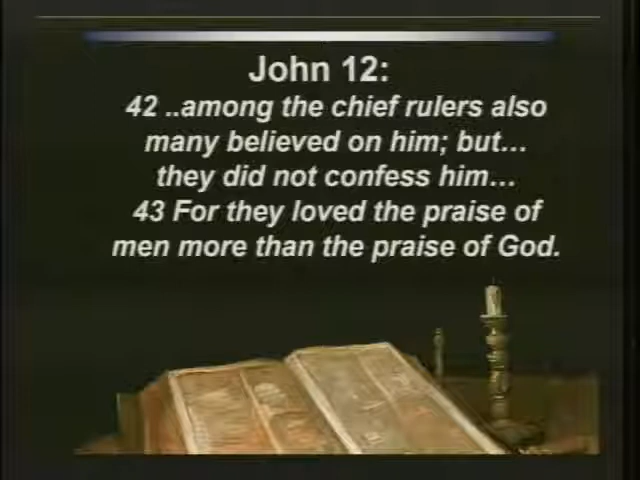 John 12:
42 ..among the chief rulers also
many believed on him; but...
they did not confess him...
43 For they loved the praise of
men more than the praise of God.